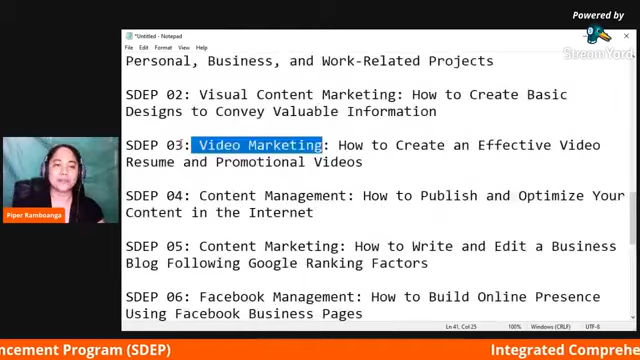 Powered by
StreamYard
*Untitled - Notepad
File Edit Format View Help
Personal, Business, and Work-Related Projects
SDEP 02: Visual Content Marketing: How to Create Basic
Designs to Convey Valuable Information
SDEP 03: Video Marketing: How to Create an Effective Video
Resume and Promotional Videos
SDEP 04: Content Management: How to Publish and Optimize Your
Content in the Internet
SDEP 05: Content Marketing: How to Write and Edit a Business
Blog Following Google Ranking Factors
SDEP 06: Facebook Management: How to Build Online Presence
Using Facebook Business Pages
Piper Ramboanga
Ln 41, Col 25 100% Windows (CRLF) UTF-8
ncement Program (SDEP) Integrated Comprehe